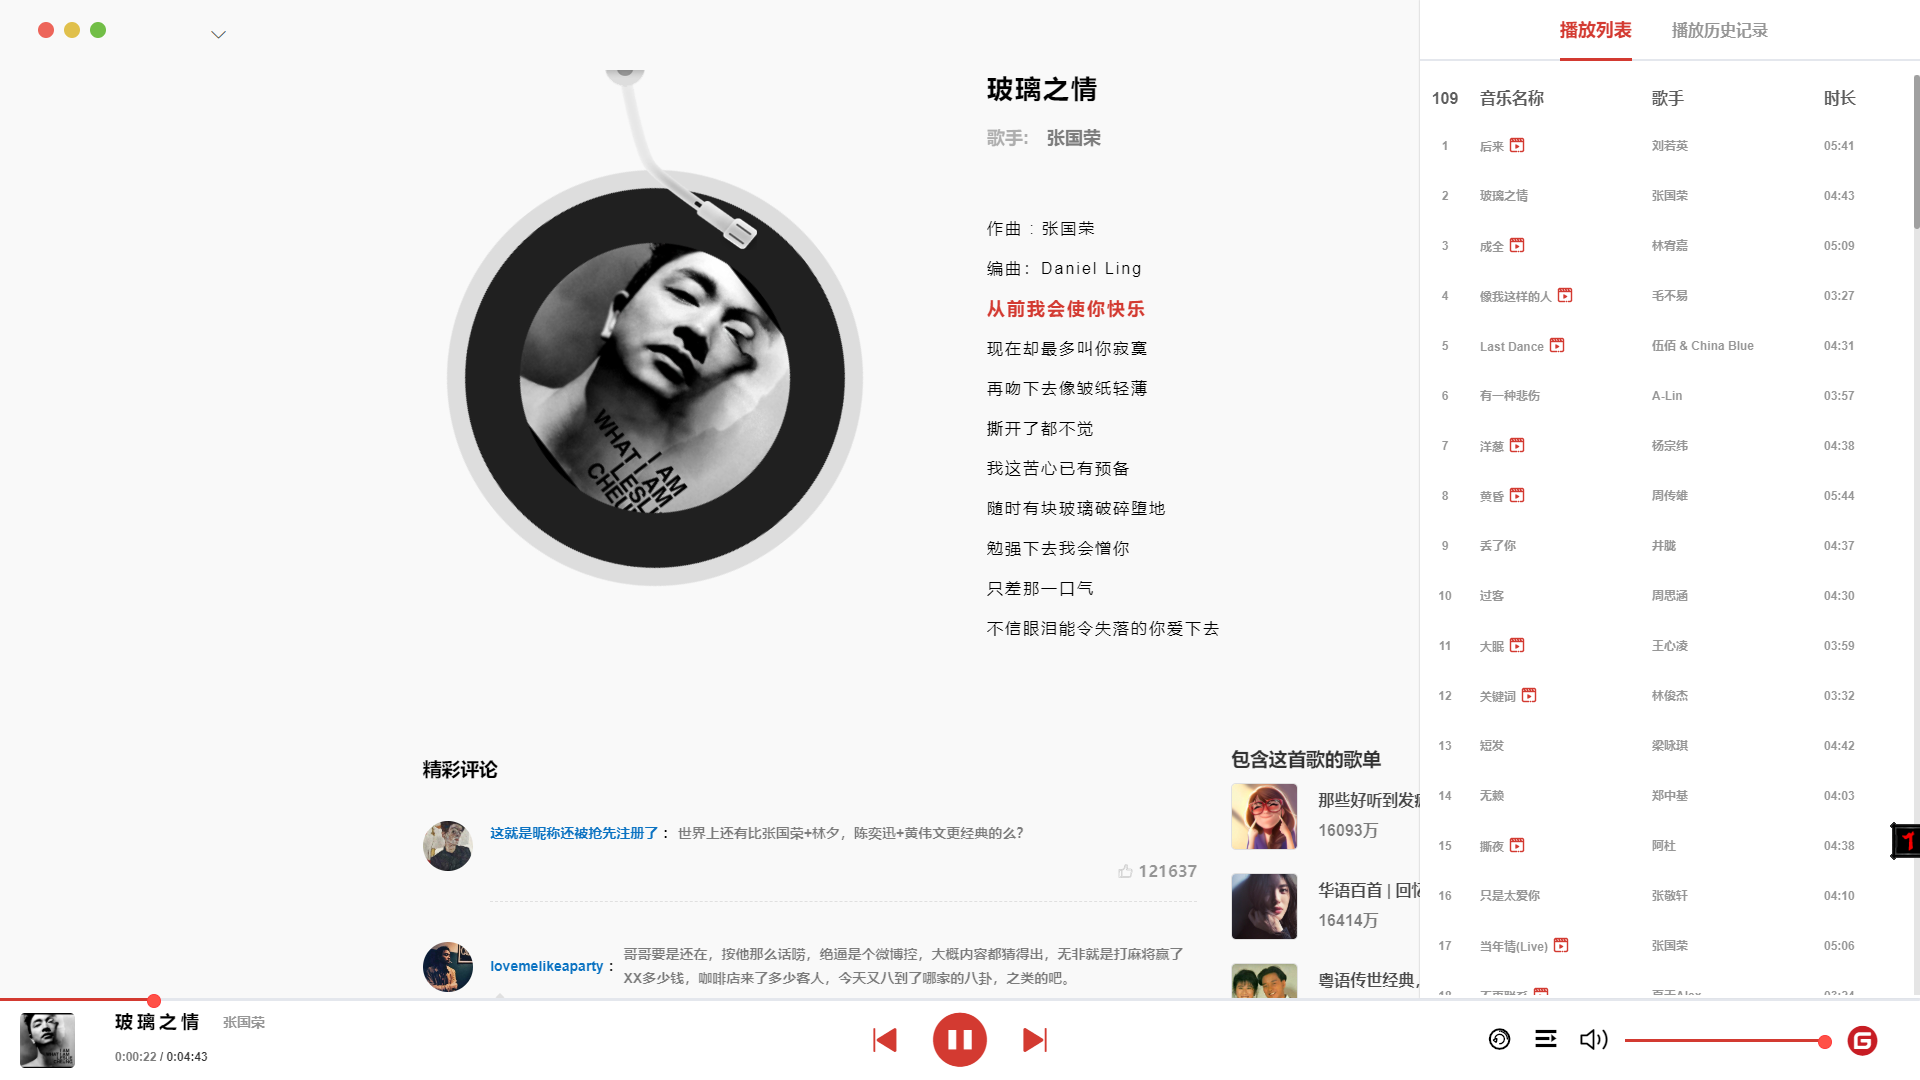 玻璃之情
歌手: 张国荣
作曲 : 张国荣
编曲：Daniel Ling
从前我会使你快乐
现在却最多叫你寂寞
再吻下去像皱纸轻薄
撕开了都不觉
我这苦心已有预备
随时有块玻璃破碎堕地
勉强下去我会憎你
只差那一口气
不信眼泪能令失落的你爱下去
I AM
WHAT I AM
LESLI
CHEU
精彩评论
这就是昵称还被抢先注册了 ： 世界上还有比张国荣+林夕，陈奕迅+黄伟文更经典的么？
121637
lovemelikeaparty ： 哥哥要是还在，按他那么话唠，绝逼是个微博控，大概内容都猜得出，无非就是打麻将赢了
XX多少钱，咖啡店来了多少客人，今天又八到了哪家的八卦，之类的吧。
包含这首歌的歌单
那些好听到发
16093万
华语百首 | 回忆
16414万
粤语传世经典，
播放列表 播放历史记录
109 音乐名称 歌手 时长
1 后来 刘若英 05:41
2 玻璃之情 张国荣 04:43
3 成全 林宥嘉 05:09
4 像我这样的人 毛不易 03:27
5 Last Dance 伍佰 & China Blue 04:31
6 有一种悲伤 A-Lin 03:57
7 洋葱 杨宗纬 04:38
8 黄昏 周传雄 05:44
9 丢了你 井胧 04:37
10 过客 周思涵 04:30
11 大眠 王心凌 03:59
12 关键词 林俊杰 03:32
13 短发 梁咏琪 04:42
14 无赖 郑中基 04:03
15 撕夜 阿杜 04:38
16 只是太爱你 张敬轩 04:10
17 当年情(Live) 张国荣 05:06
玻璃之情 张国荣
0:00:22 / 0:04:43